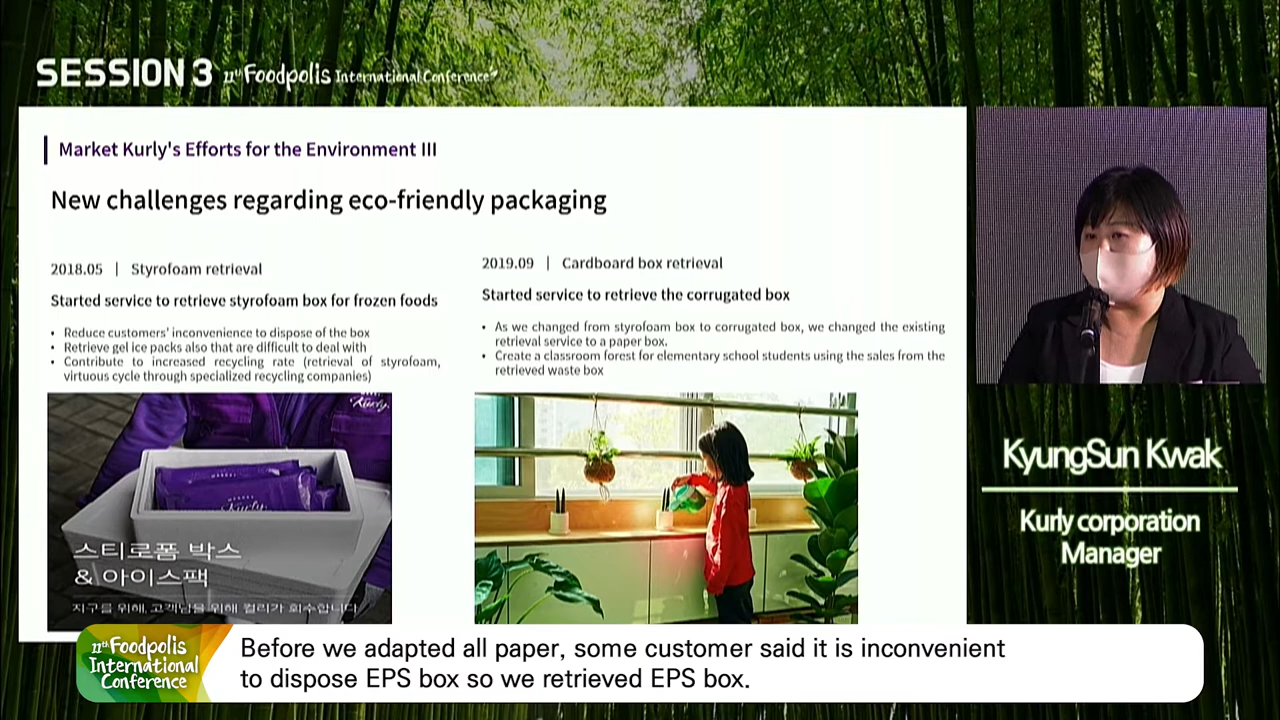 SESSION 3 11th Foodpolis International Conference
Market Kurly's Efforts for the Environment III
New challenges regarding eco-friendly packaging
2018.05 | Styrofoam retrieval
Started service to retrieve styrofoam box for frozen foods
• Reduce customers' inconvenience to dispose of the box
• Retrieve gel ice packs also that are difficult to deal with
• Contribute to increased recycling rate (retrieval of styrofoam,
virtuous cycle through specialized recycling companies)
2019.09 | Cardboard box retrieval
Started service to retrieve the corrugated box
• As we changed from styrofoam box to corrugated box, we changed the existing
retrieval service to a paper box.
• Create a classroom forest for elementary school students using the sales from the
retrieved waste box
Kurly
MARKET
Kurly
스티로폼 박스
& 아이스팩
지구를 위해, 고객님을 위해 컬리가 회수합니다
KyungSun Kwak
Kurly corporation
Manager
11th Foodpolis
International
Conference
Before we adapted all paper, some customer said it is inconvenient
to dispose EPS box so we retrieved EPS box.